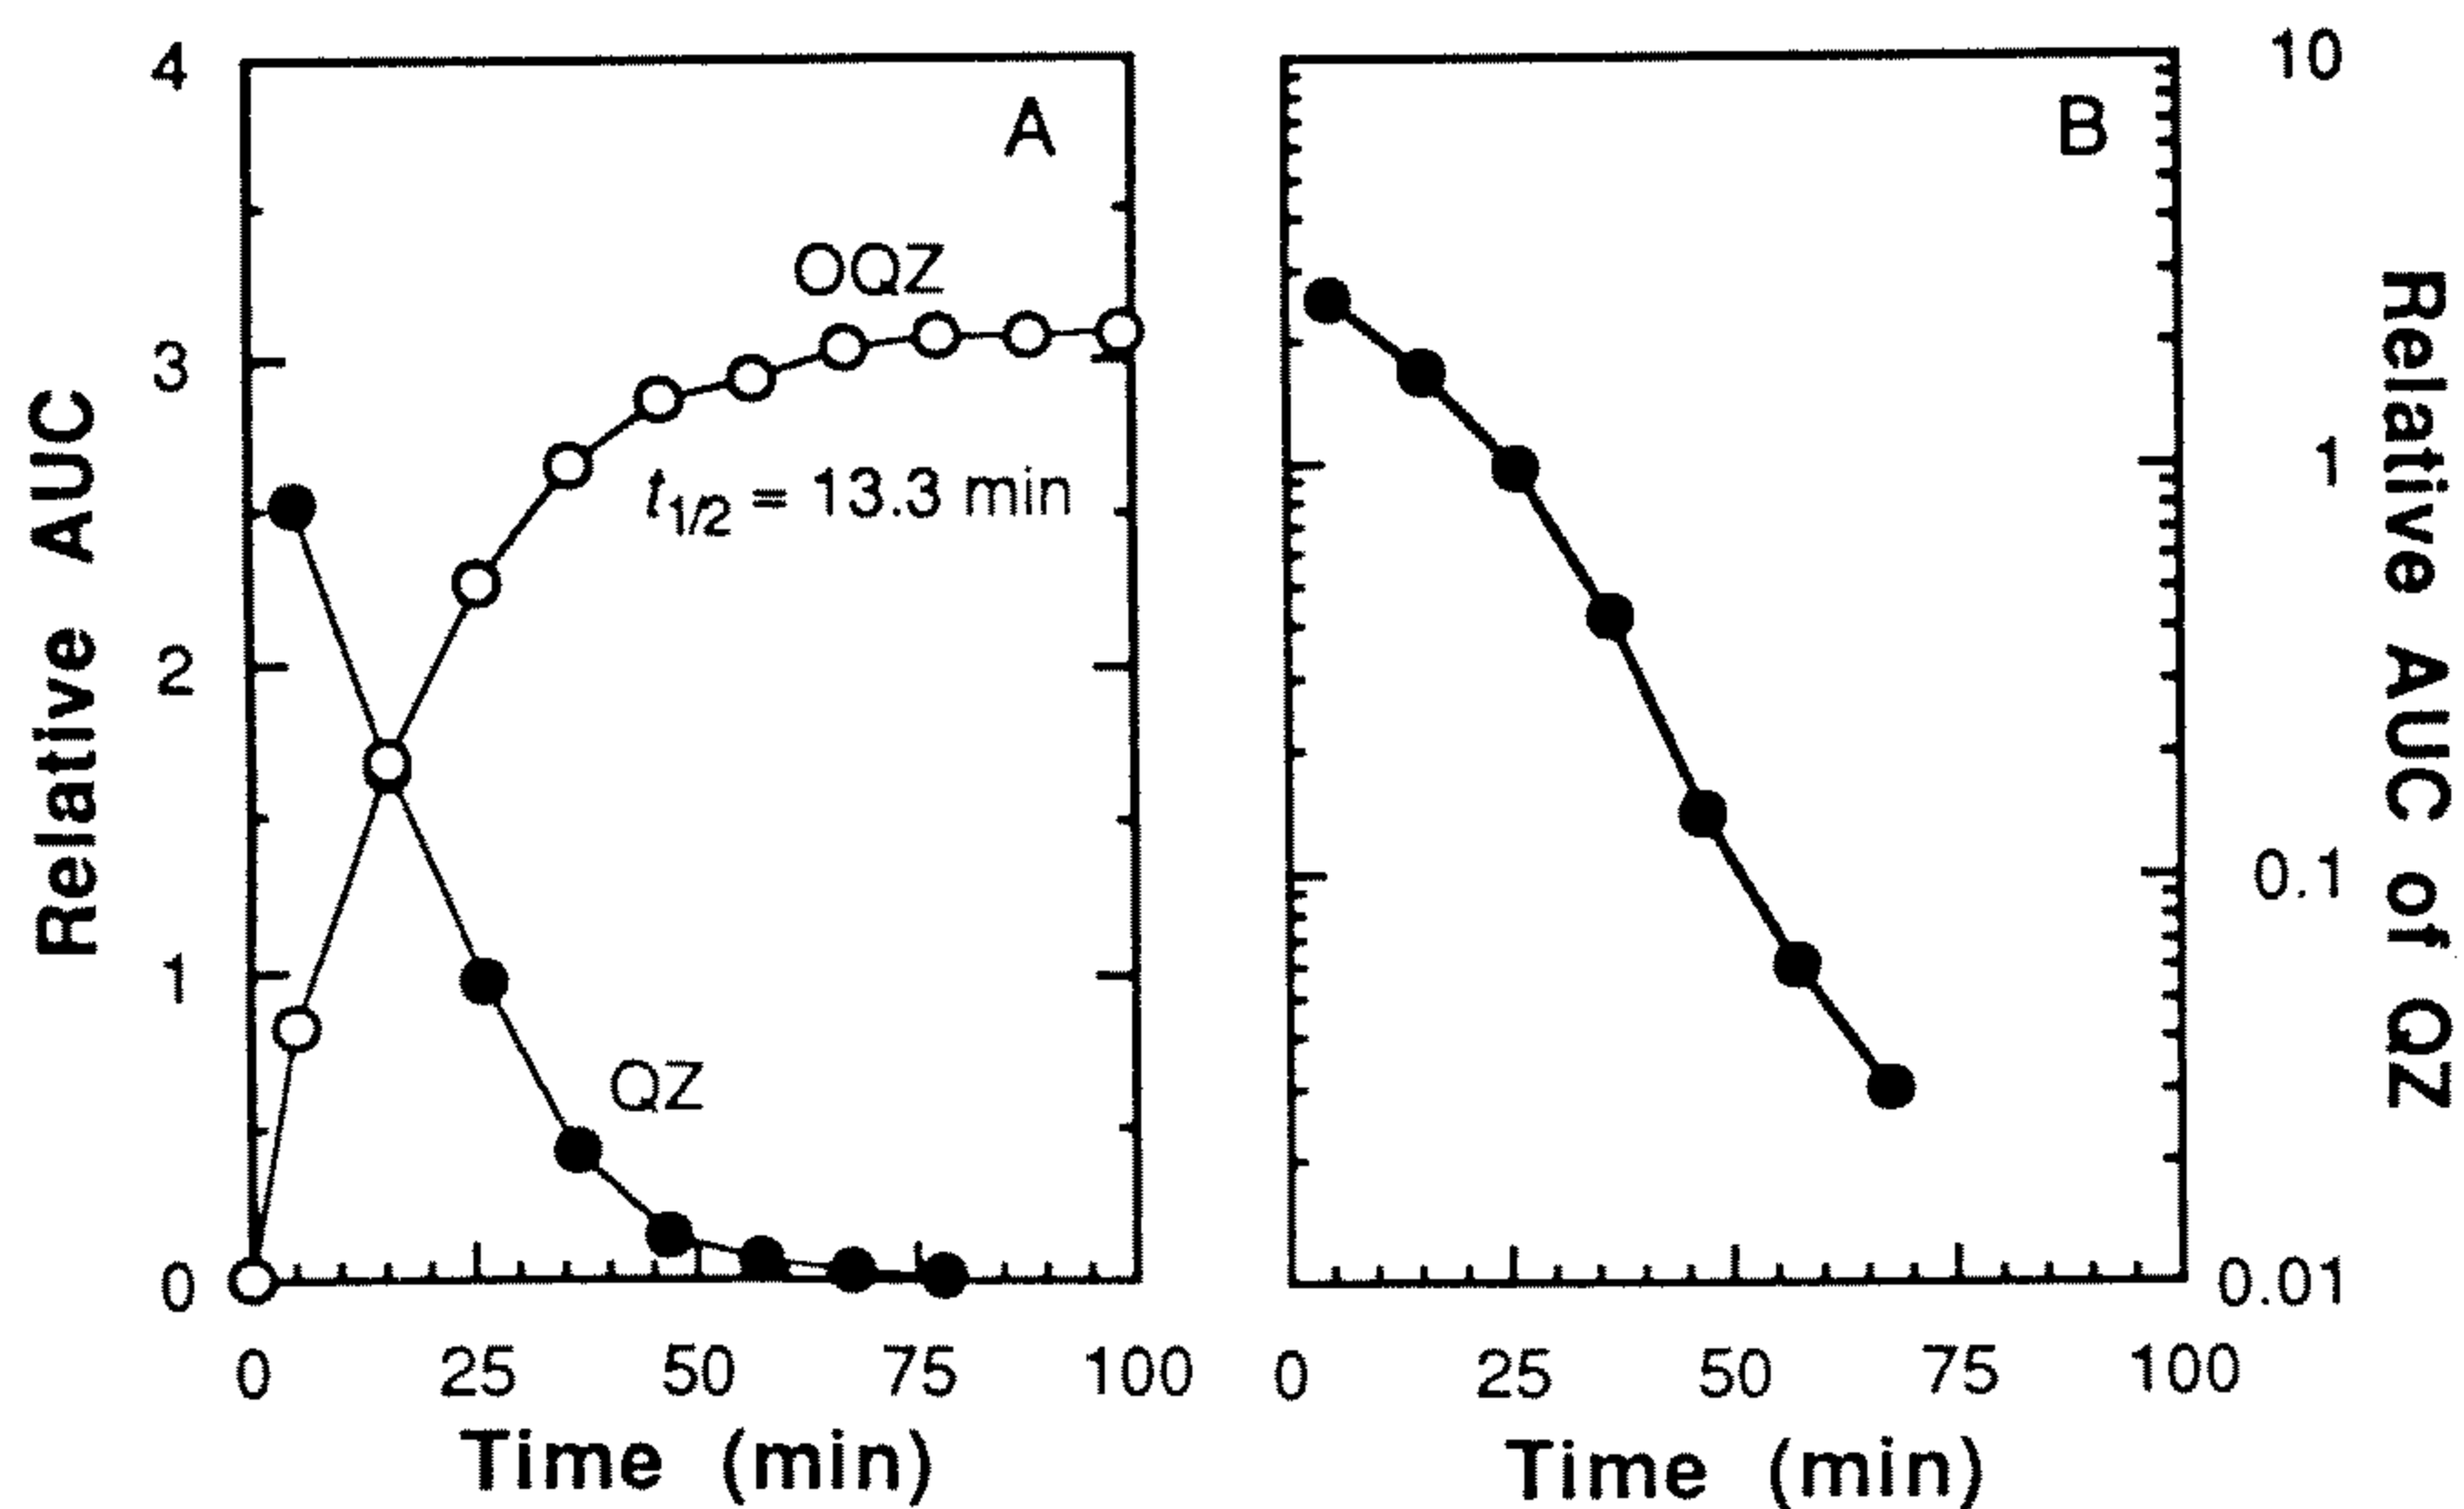 4
3
2
1
0
Relative AUC
A
OQZ
t1/2 = 13.3 min
QZ
0 25 50 75 100
Time (min)
B
10
1
0.1
0.01
Relative AUC of QZ
0 25 50 75 100
Time (min)